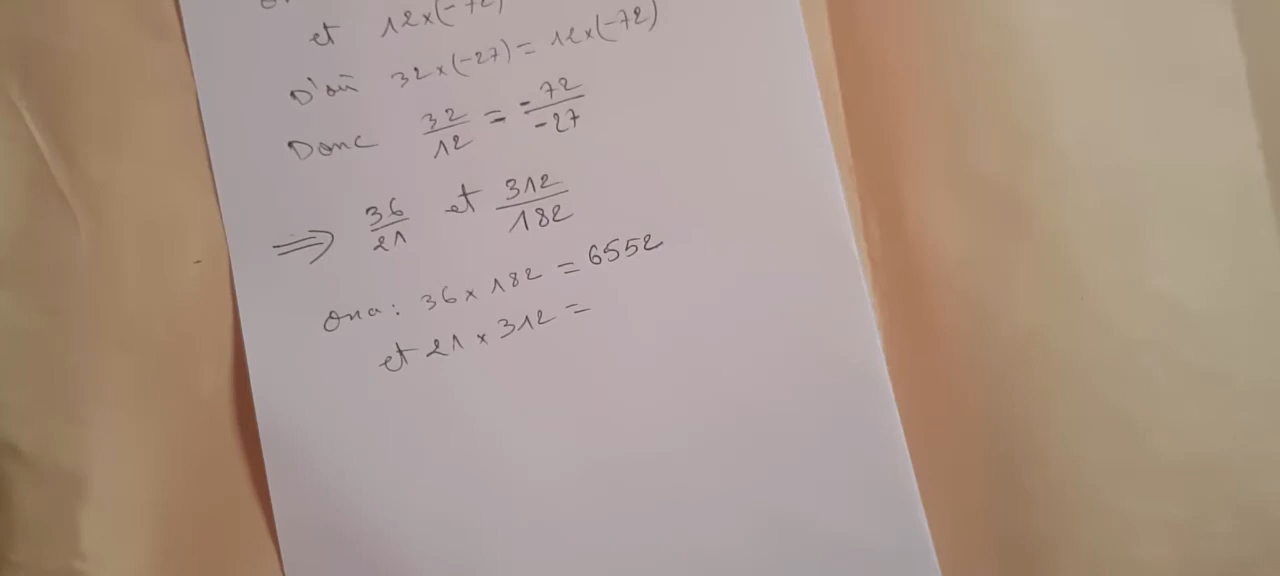 et 12×(-72)
D'où 32×(-27) = 12×(-72)
Donc 32/12 = -72/-27
⇒ 36/21 et 312/182
On a : 36 × 182 = 6552
et 21 × 312 =